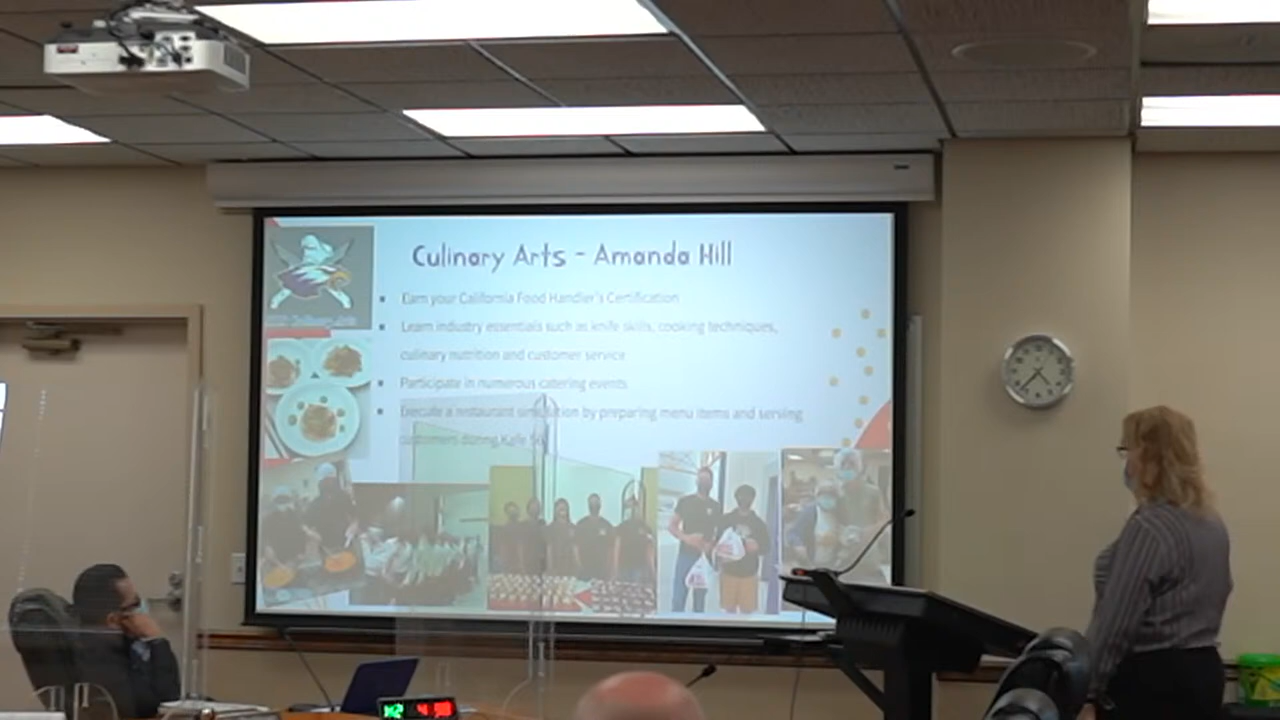 Culinary Arts - Amanda Hill
Earn your California Food Handler's Certification
Learn industry essentials such as knife skills, cooking techniques,
culinary nutrition and customer service
Participate in numerous catering events
Execute a restaurant simulation by preparing menu items and serving
customers during